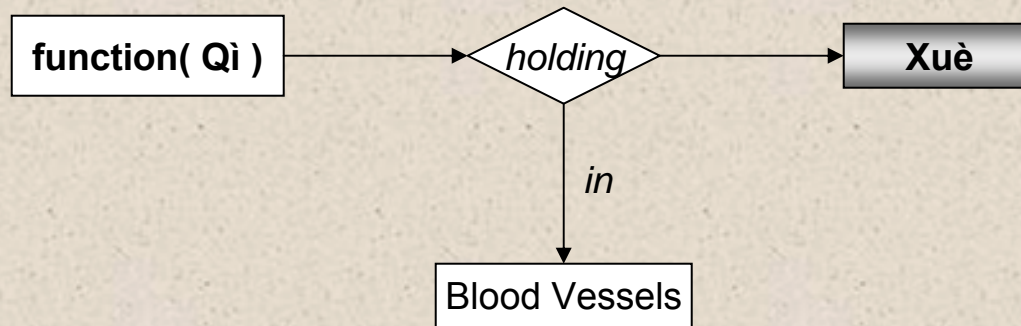 function( Qì )
holding
Xuè
in
Blood Vessels